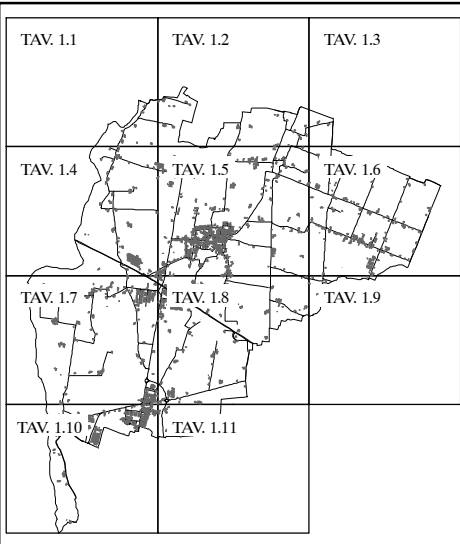 TAV. 1.1
TAV. 1.2
TAV. 1.3
TAV. 1.4
TAV. 1.5
TAV. 1.6
TAV. 1.7
TAV. 1.8
TAV. 1.9
TAV. 1.10
TAV. 1.11